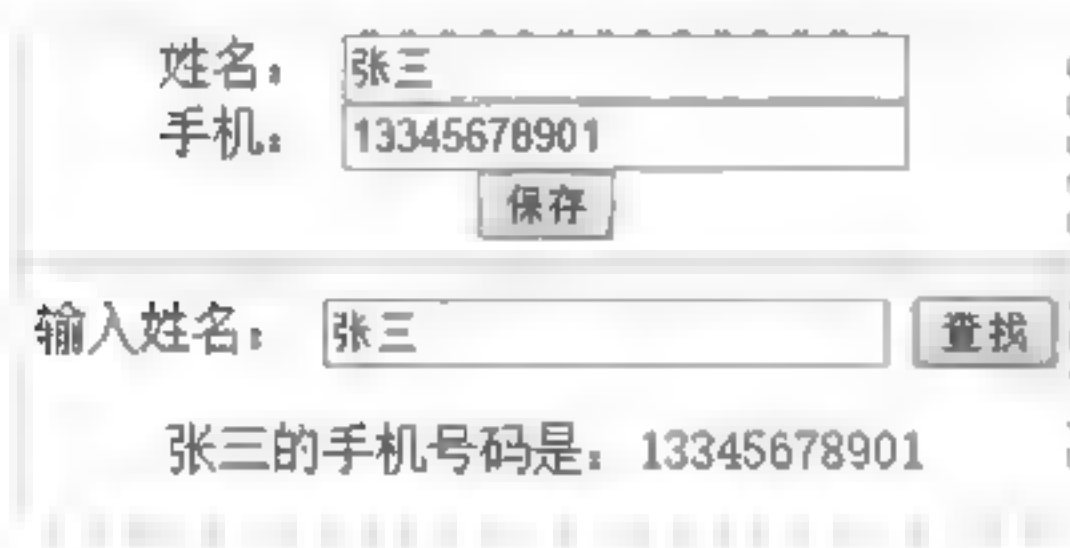 姓名： 张三
手机： 13345678901
保存
输入姓名： 张三 查找
张三的手机号码是：13345678901